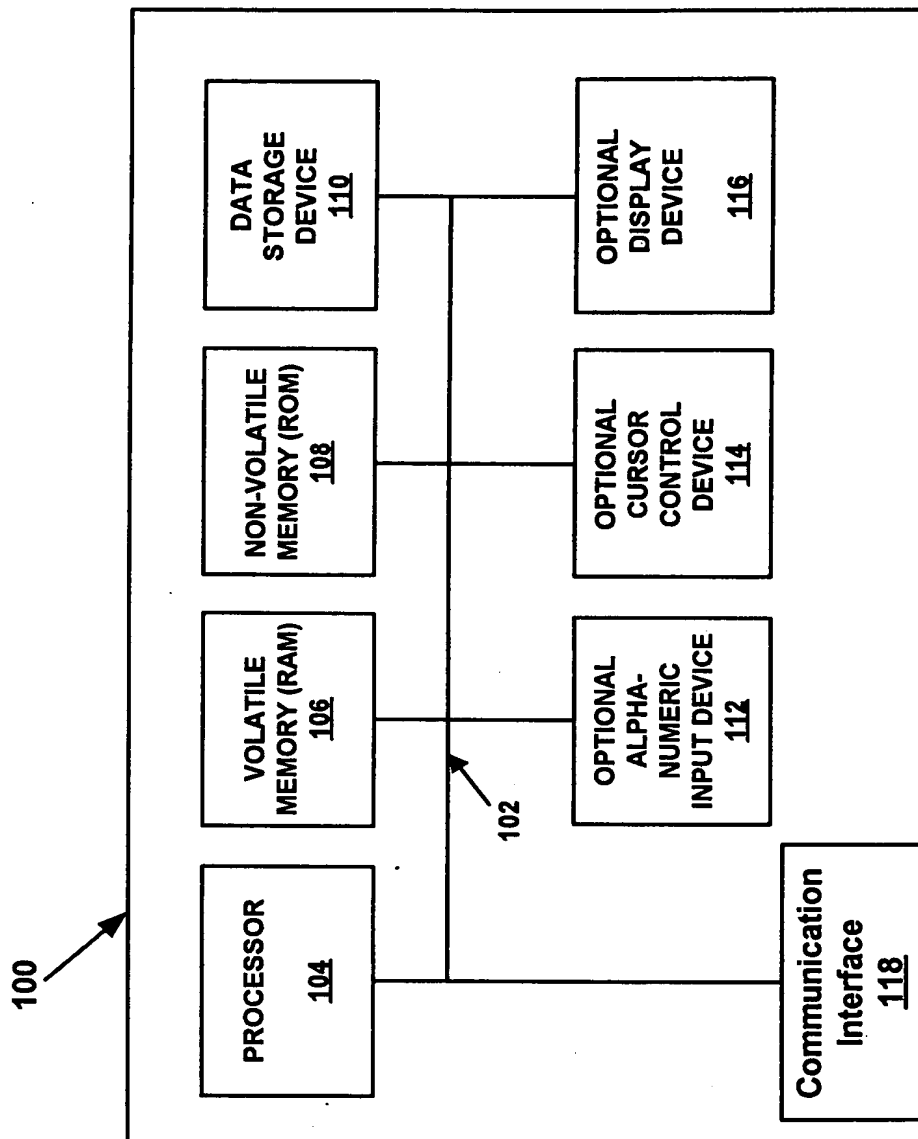 100
PROCESSOR
104
VOLATILE
MEMORY (RAM)
106
NON-VOLATILE
MEMORY (ROM)
108
DATA
STORAGE
DEVICE
110
102
OPTIONAL
ALPHA-
NUMERIC
INPUT DEVICE
112
OPTIONAL
CURSOR
CONTROL
DEVICE
114
OPTIONAL
DISPLAY
DEVICE
116
Communication
Interface
118